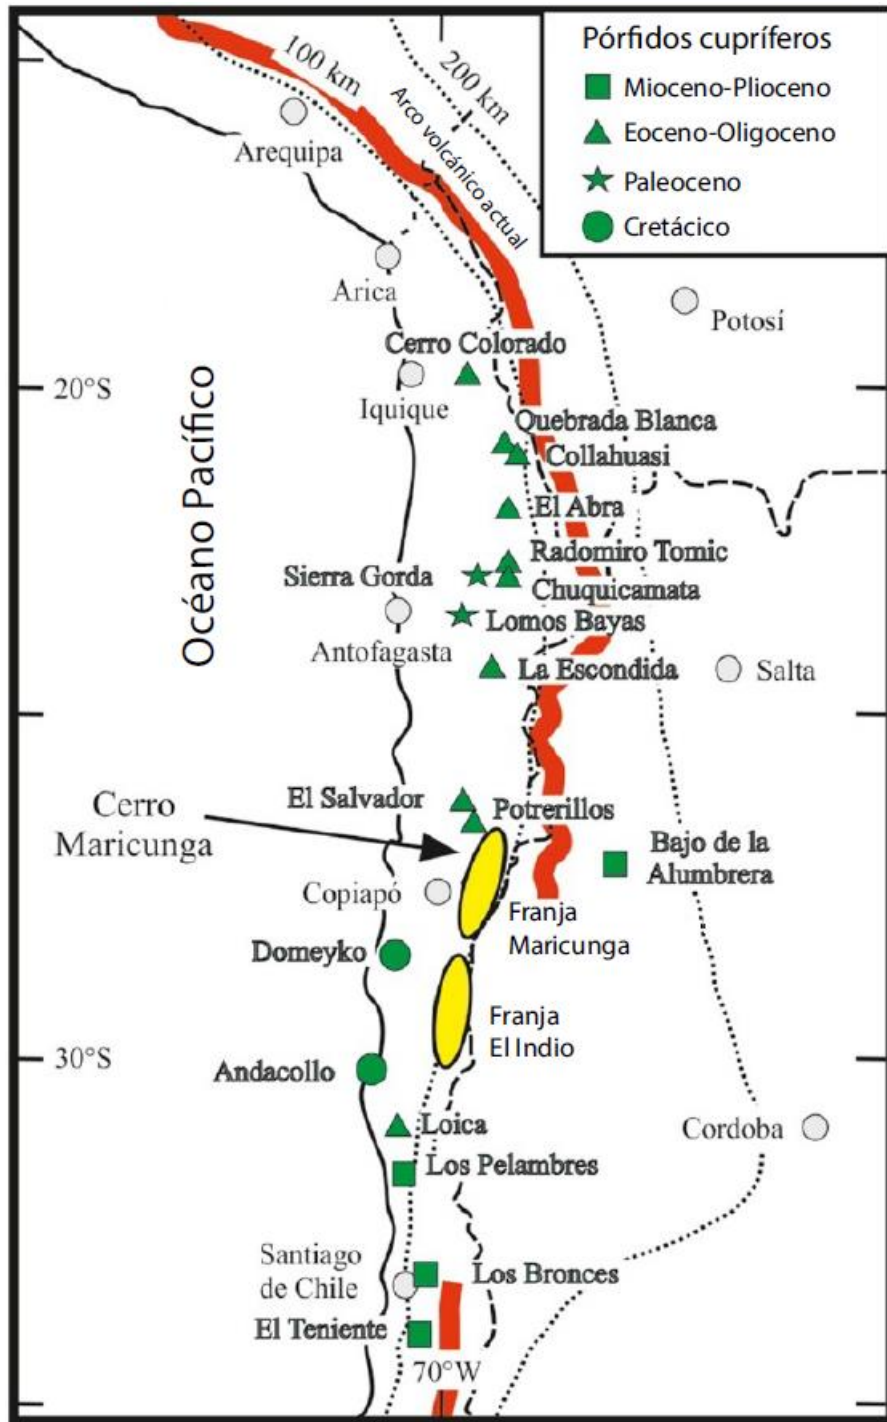 Pórfidos cupríferos
Mioceno-Plioceno
Eoceno-Oligoceno
Paleoceno
Cretácico
100 km
200 km
Arco volcánico actual
Arequipa
Arica
Potosí
Cerro Colorado
20°S
Iquique
Quebrada Blanca
Collahuasi
Océano Pacífico
El Abra
Radomiro Tomic
Sierra Gorda
Chuquicamata
Lomos Bayas
Antofagasta
La Escondida
Salta
El Salvador
Potrerillos
Cerro
Maricunga
Bajo de la
Alumbrera
Copiapó
Franja
Maricunga
Domeyko
Franja
El Indio
30°S
Andacollo
Loica
Cordoba
Los Pelambres
Santiago
de Chile
Los Bronces
El Teniente
70°W